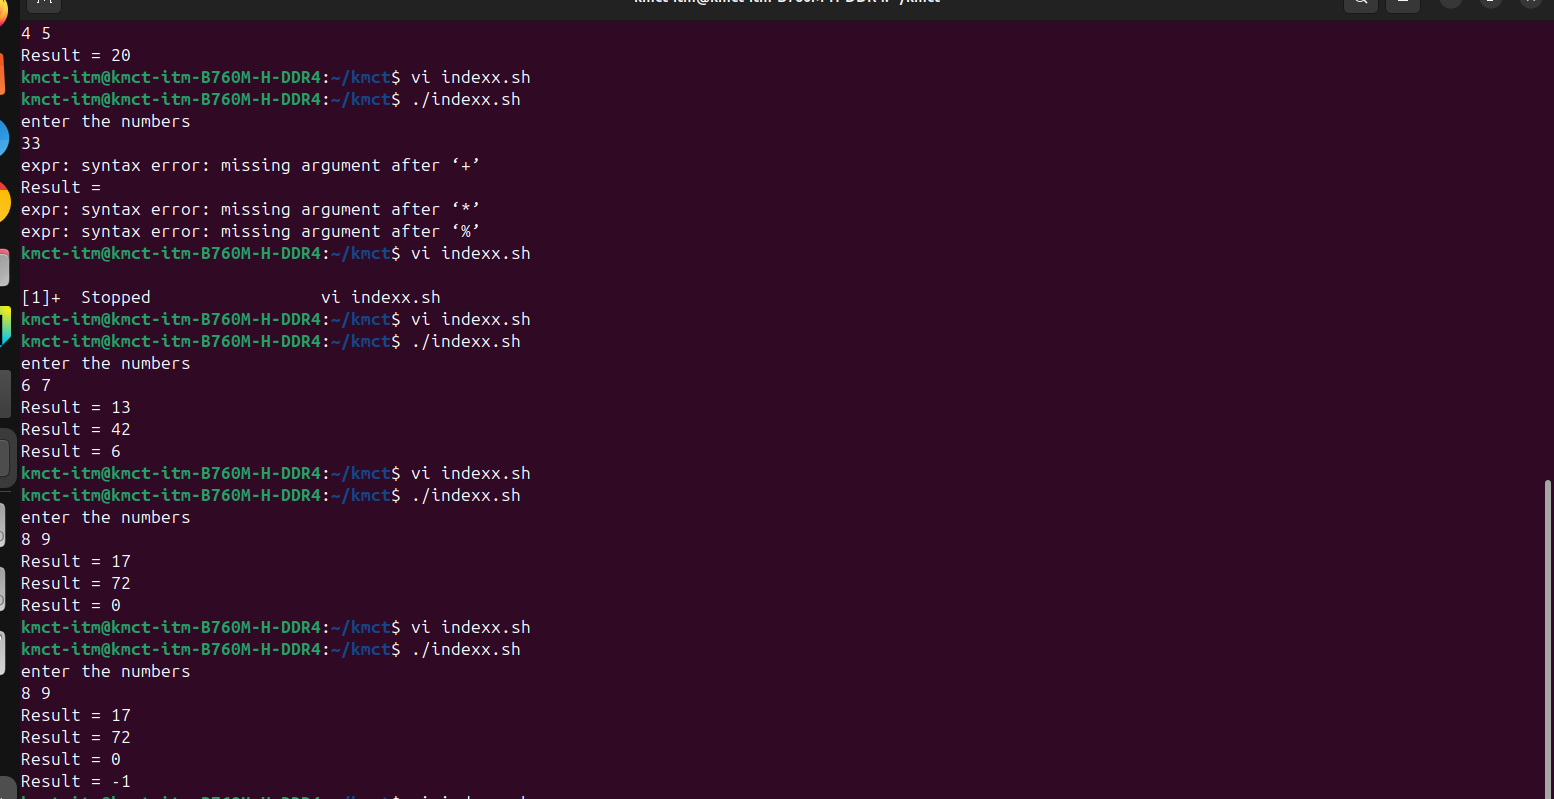 4 5
Result = 20
kmct-itm@kmct-itm-B760M-H-DDR4:~/kmct$ vi indexx.sh
kmct-itm@kmct-itm-B760M-H-DDR4:~/kmct$ ./indexx.sh
enter the numbers
33
expr: syntax error: missing argument after ‘+’
Result =
expr: syntax error: missing argument after ‘*’
expr: syntax error: missing argument after ‘%’
kmct-itm@kmct-itm-B760M-H-DDR4:~/kmct$ vi indexx.sh
[1]+  Stopped                 vi indexx.sh
kmct-itm@kmct-itm-B760M-H-DDR4:~/kmct$ vi indexx.sh
kmct-itm@kmct-itm-B760M-H-DDR4:~/kmct$ ./indexx.sh
enter the numbers
6 7
Result = 13
Result = 42
Result = 6
kmct-itm@kmct-itm-B760M-H-DDR4:~/kmct$ vi indexx.sh
kmct-itm@kmct-itm-B760M-H-DDR4:~/kmct$ ./indexx.sh
enter the numbers
8 9
Result = 17
Result = 72
Result = 0
kmct-itm@kmct-itm-B760M-H-DDR4:~/kmct$ vi indexx.sh
kmct-itm@kmct-itm-B760M-H-DDR4:~/kmct$ ./indexx.sh
enter the numbers
8 9
Result = 17
Result = 72
Result = 0
Result = -1